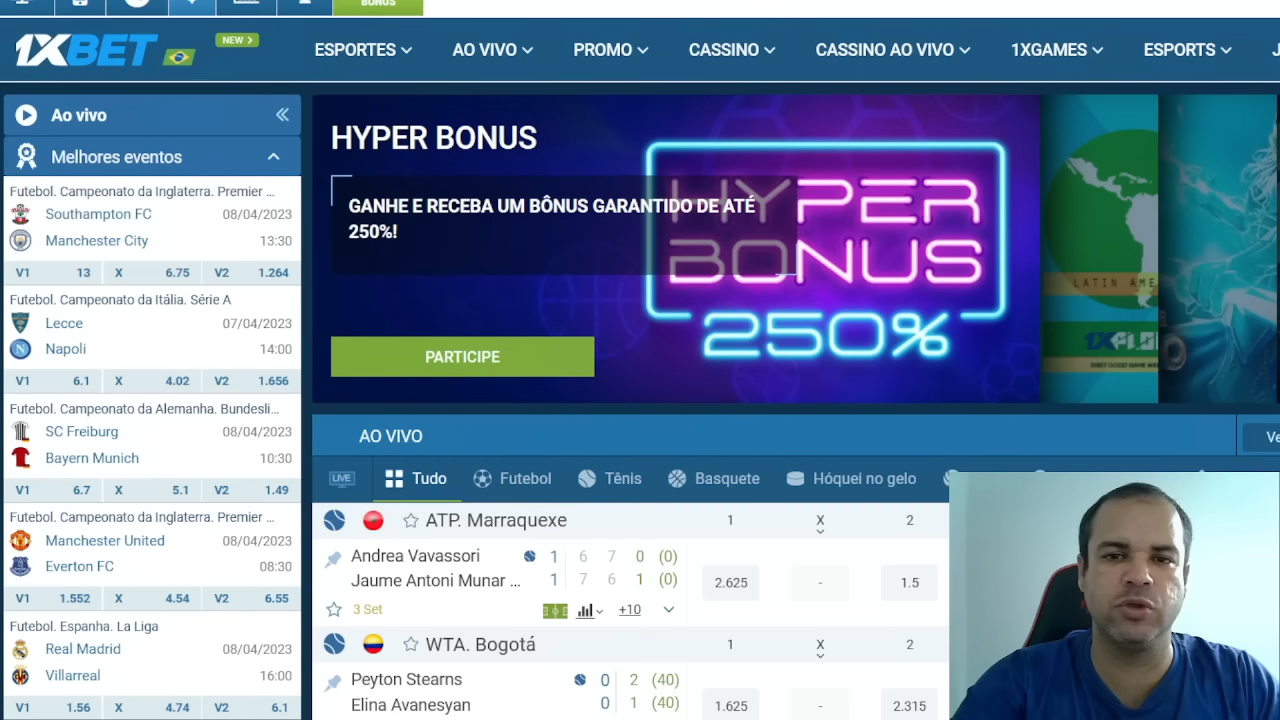 BONUS
1XBET
NEW >
ESPORTES
AO VIVO
PROMO
CASSINO
CASSINO AO VIVO
1XGAMES
ESPORTS
Ao vivo
Melhores eventos
Futebol. Campeonato da Inglaterra. Premier ...
Southampton FC 08/04/2023
Manchester City 13:30
V1 13 X 6.75 V2 1.264
Futebol. Campeonato da Itália. Série A
Lecce 07/04/2023
Napoli 14:00
V1 6.1 X 4.02 V2 1.656
Futebol. Campeonato da Alemanha. Bundesli...
SC Freiburg 08/04/2023
Bayern Munich 10:30
V1 6.7 X 5.1 V2 1.49
Futebol. Campeonato da Inglaterra. Premier ...
Manchester United 08/04/2023
Everton FC 08:30
V1 1.552 X 4.54 V2 6.55
Futebol. Espanha. La Liga
Real Madrid 08/04/2023
Villarreal 16:00
V1 1.56 X 4.74 V2 6.1
HYPER BONUS
GANHE E RECEBA UM BÔNUS GARANTIDO DE ATÉ
250%!
PARTICIPE
HYPER
BONUS
250%
LATIN AME
AO VIVO
LIVE
Tudo
Futebol
Tênis
Basquete
Hóquei no gelo
ATP. Marraquexe 1 X 2
Andrea Vavassori 1 6 7 0 (0)
Jaume Antoni Munar ... 1 7 6 1 (0)
2.625 - 1.5
3 Set +10
WTA. Bogotá 1 X 2
Peyton Stearns 0 2 (40)
Elina Avanesyan 0 1 (40)
1.625 - 2.315